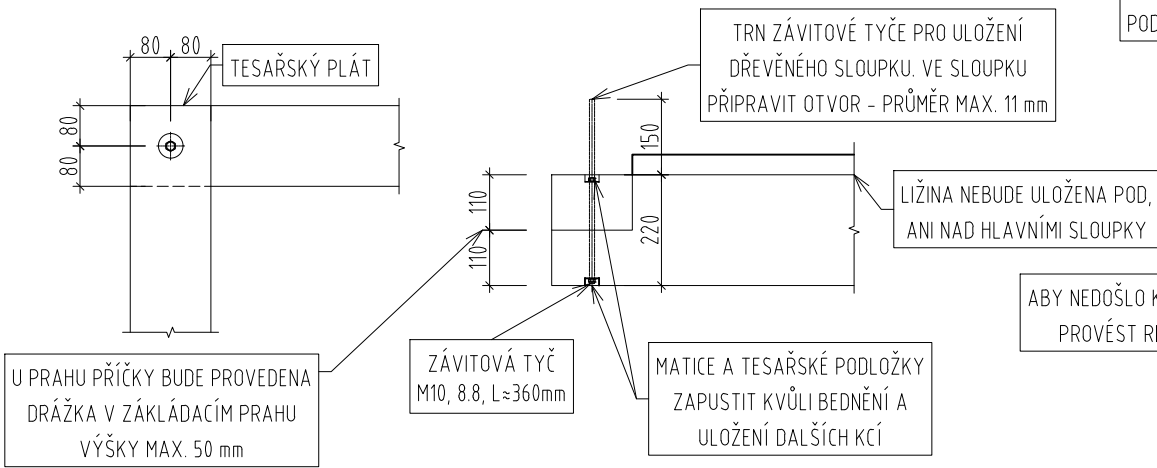 80
80
TESAŘSKÝ PLÁT
80
80
TRN ZÁVITOVÉ TYČE PRO ULOŽENÍ
DŘEVĚNÉHO SLOUPKU. VE SLOUPKU
PŘIPRAVIT OTVOR - PRŮMĚR MAX. 11 mm
150
110
220
110
LIŽINA NEBUDE ULOŽENA POD,
ANI NAD HLAVNÍMI SLOUPKY
POD
ABY NEDOŠLO K
PROVÉST
U PRAHU PŘÍČKY BUDE PROVEDENA
DRÁŽKA V ZÁKLÁDACÍM PRAHU
VÝŠKY MAX. 50 mm
ZÁVITOVÁ TYČ
M10, 8.8, L≈360mm
MATICE A TESAŘSKÉ PODLOŽKY
ZAPUSTIT KVŮLI BEDNĚNÍ A
ULOŽENÍ DALŠÍCH KCÍ